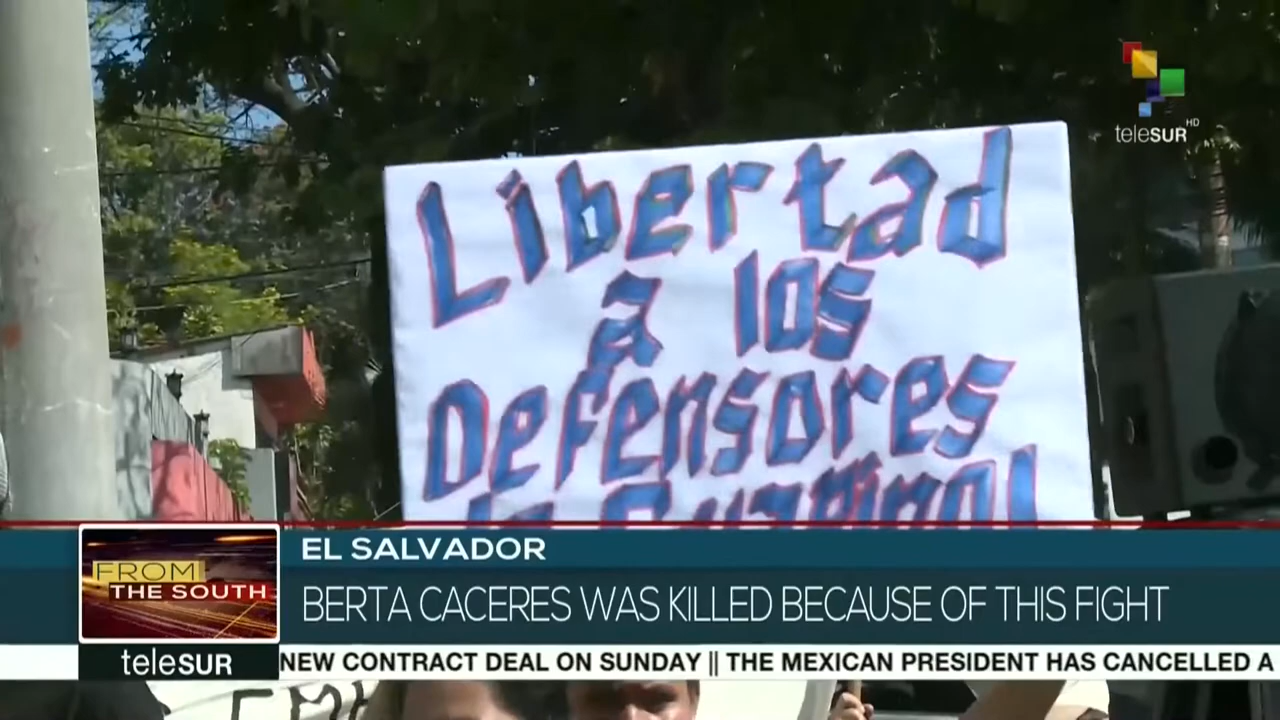 teleSUR HD
Libertad
a los
Defensores
EL SALVADOR
FROM
THE SOUTH
BERTA CACERES WAS KILLED BECAUSE OF THIS FIGHT
teleSUR
NEW CONTRACT DEAL ON SUNDAY || THE MEXICAN PRESIDENT HAS CANCELLED A